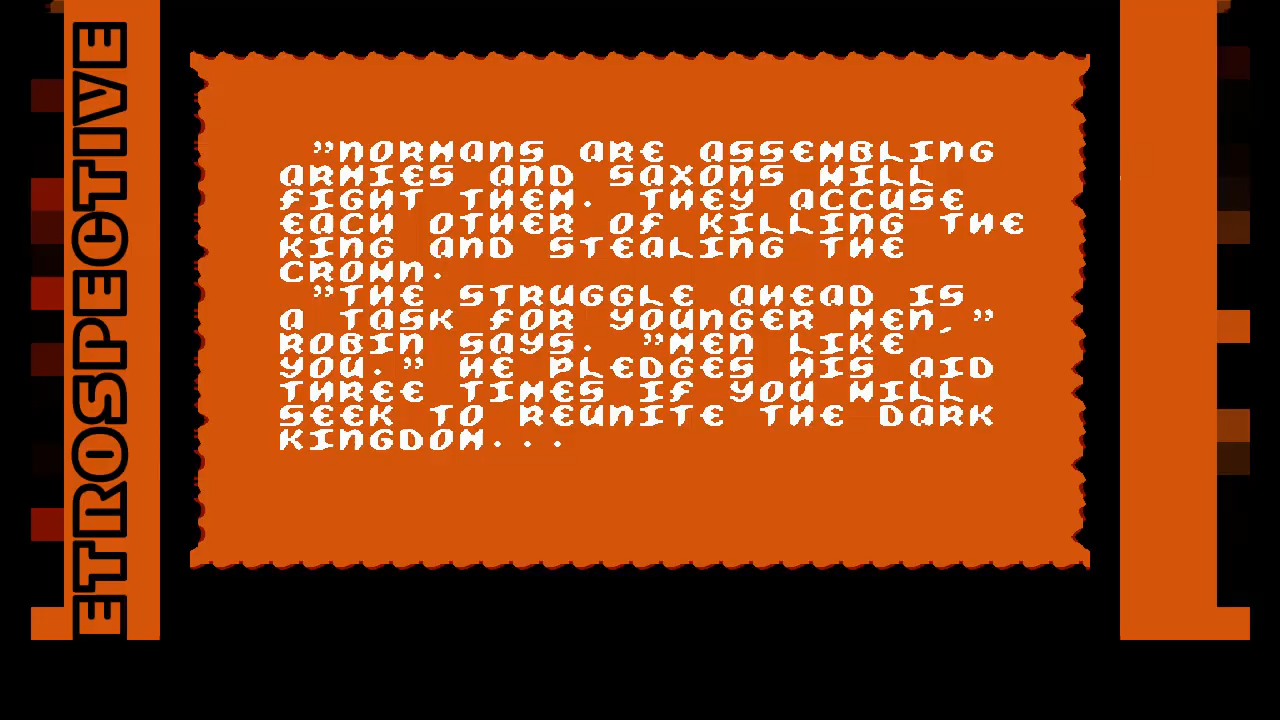 ETROSPECTIVE
"NORMANS ARE ASSEMBLING
ARMIES AND SAXONS WILL
FIGHT THEM. THEY ACCUSE
EACH OTHER OF KILLING THE
KING AND STEALING THE
CROWN.
"THE STRUGGLE AHEAD IS
A TASK FOR YOUNGER MEN,"
ROBIN SAYS. "MEN LIKE
YOU." HE PLEDGES HIS AID
THREE TIMES IF YOU WILL
SEEK TO REUNITE THE DARK
KINGDOM...